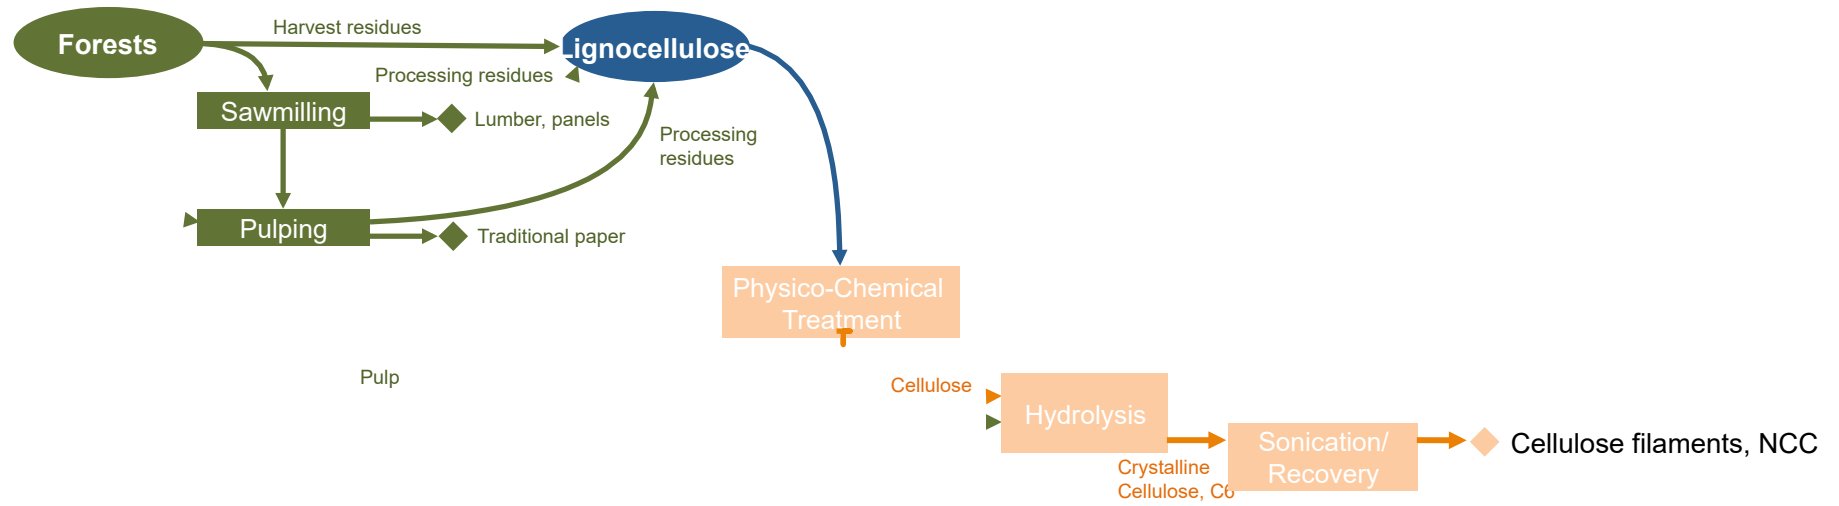 Forests
Harvest residues
Lignocellulose
Processing residues
Sawmilling
Lumber, panels
Processing
residues
Pulping
Traditional paper
Physico-Chemical
Treatment
Pulp
Cellulose
Hydrolysis
Sonication/
Recovery
Cellulose filaments, NCC
Crystalline
Cellulose, C6